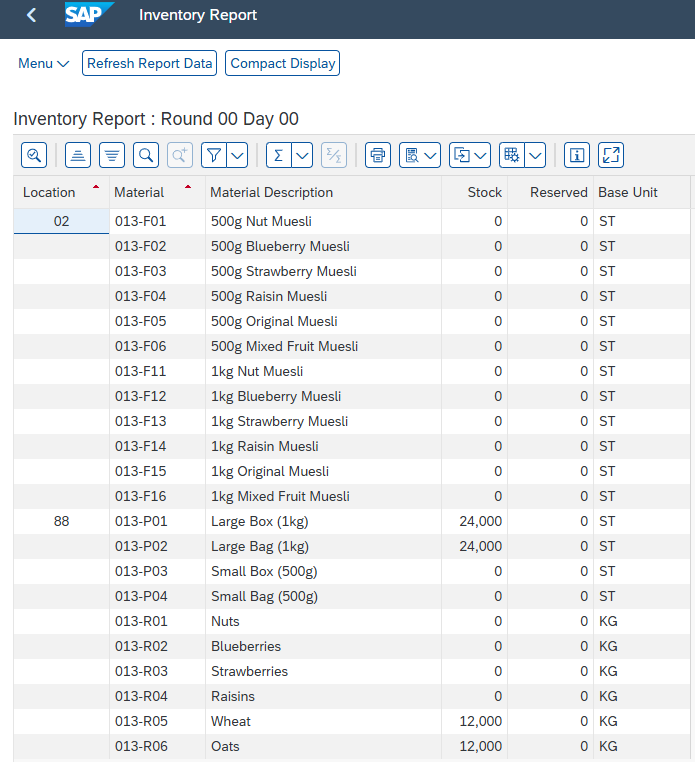 SAP Inventory Report
Menu Refresh Report Data Compact Display
Inventory Report : Round 00 Day 00
Location Material Material Description Stock Reserved Base Unit
02 013-F01 500g Nut Muesli 0 0 ST
013-F02 500g Blueberry Muesli 0 0 ST
013-F03 500g Strawberry Muesli 0 0 ST
013-F04 500g Raisin Muesli 0 0 ST
013-F05 500g Original Muesli 0 0 ST
013-F06 500g Mixed Fruit Muesli 0 0 ST
013-F11 1kg Nut Muesli 0 0 ST
013-F12 1kg Blueberry Muesli 0 0 ST
013-F13 1kg Strawberry Muesli 0 0 ST
013-F14 1kg Raisin Muesli 0 0 ST
013-F15 1kg Original Muesli 0 0 ST
013-F16 1kg Mixed Fruit Muesli 0 0 ST
88 013-P01 Large Box (1kg) 24,000 0 ST
013-P02 Large Bag (1kg) 24,000 0 ST
013-P03 Small Box (500g) 0 0 ST
013-P04 Small Bag (500g) 0 0 ST
013-R01 Nuts 0 0 KG
013-R02 Blueberries 0 0 KG
013-R03 Strawberries 0 0 KG
013-R04 Raisins 0 0 KG
013-R05 Wheat 12,000 0 KG
013-R06 Oats 12,000 0 KG